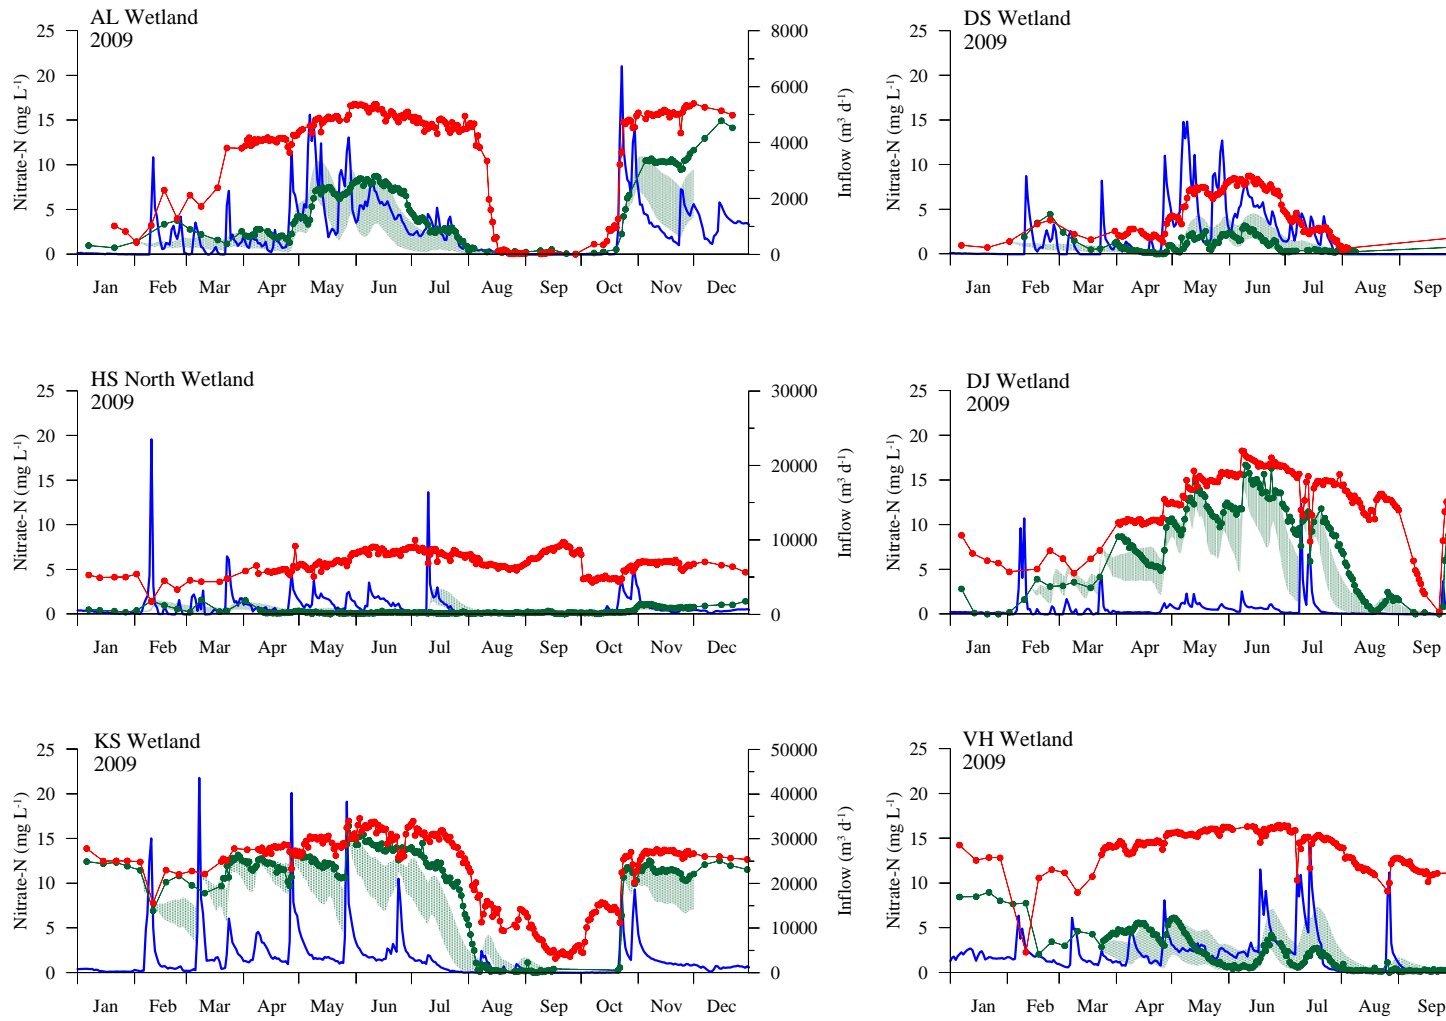 AL Wetland
2009
25
20
15
10
5
0
Nitrate-N (mg L⁻¹)
8000
6000
4000
2000
0
Inflow (m³ d⁻¹)
Jan Feb Mar Apr May Jun Jul Aug Sep Oct Nov Dec
DS Wetland
2009
25
20
15
10
5
0
Nitrate-N (mg L⁻¹)
Jan Feb Mar Apr May Jun Jul Aug Sep
HS North Wetland
2009
25
20
15
10
5
0
Nitrate-N (mg L⁻¹)
30000
20000
10000
0
Inflow (m³ d⁻¹)
Jan Feb Mar Apr May Jun Jul Aug Sep Oct Nov Dec
DJ Wetland
2009
25
20
15
10
5
0
Nitrate-N (mg L⁻¹)
Jan Feb Mar Apr May Jun Jul Aug Sep
KS Wetland
2009
25
20
15
10
5
0
Nitrate-N (mg L⁻¹)
50000
40000
30000
20000
10000
0
Inflow (m³ d⁻¹)
Jan Feb Mar Apr May Jun Jul Aug Sep Oct Nov Dec
VH Wetland
2009
25
20
15
10
5
0
Nitrate-N (mg L⁻¹)
Jan Feb Mar Apr May Jun Jul Aug Sep